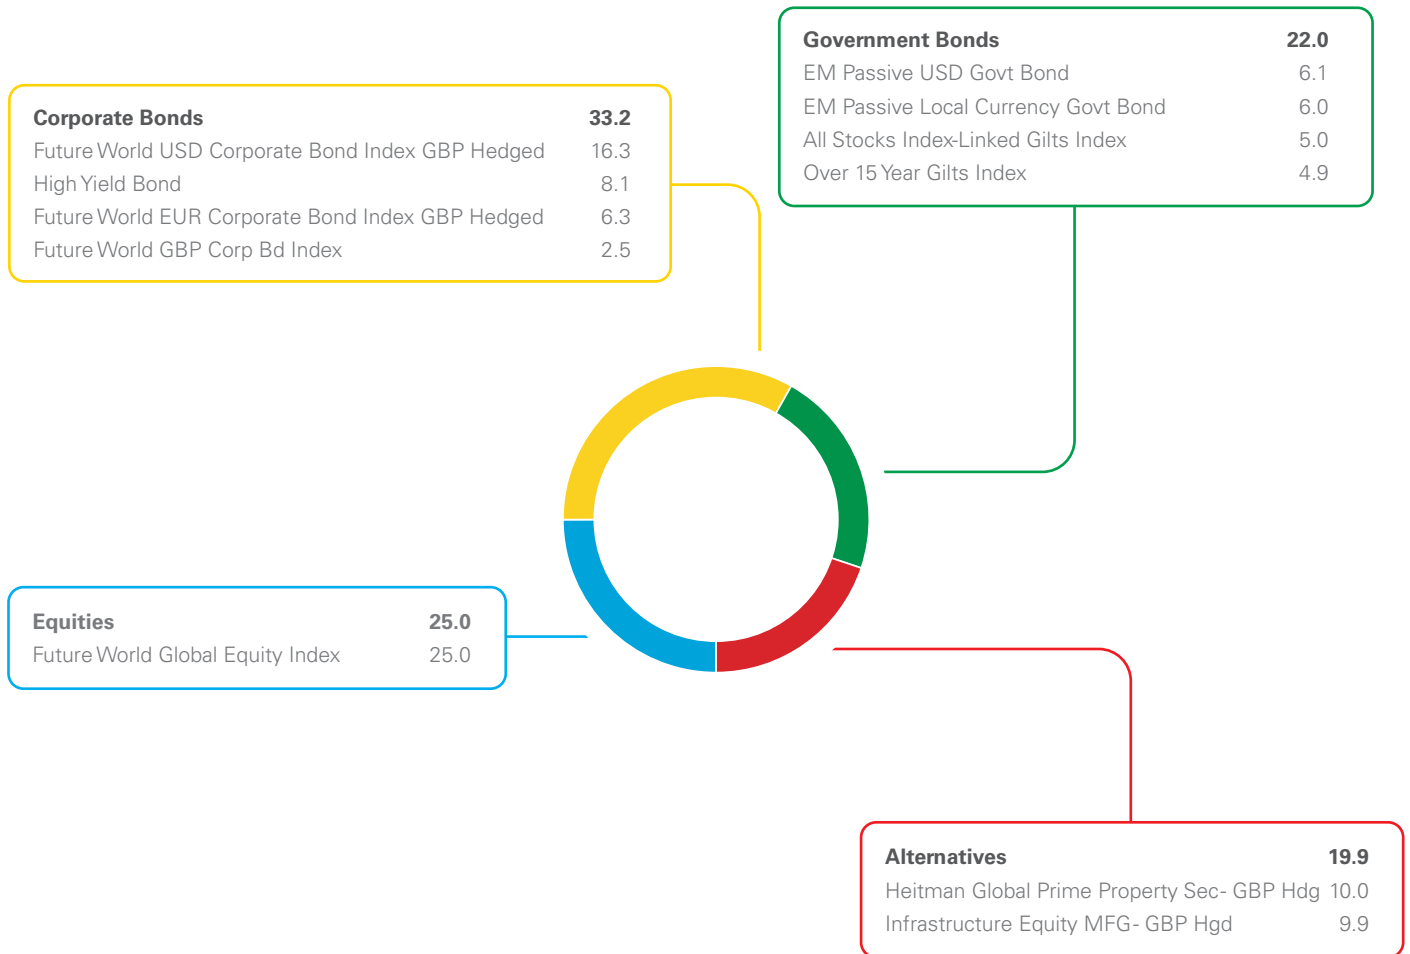 Government Bonds 22.0
EM Passive USD Govt Bond 6.1
EM Passive Local Currency Govt Bond 6.0
All Stocks Index-Linked Gilts Index 5.0
Over 15 Year Gilts Index 4.9
Corporate Bonds 33.2
Future World USD Corporate Bond Index GBP Hedged 16.3
High Yield Bond 8.1
Future World EUR Corporate Bond Index GBP Hedged 6.3
Future World GBP Corp Bd Index 2.5
Equities 25.0
Future World Global Equity Index 25.0
Alternatives 19.9
Heitman Global Prime Property Sec- GBP Hdg 10.0
Infrastructure Equity MFG- GBP Hgd 9.9